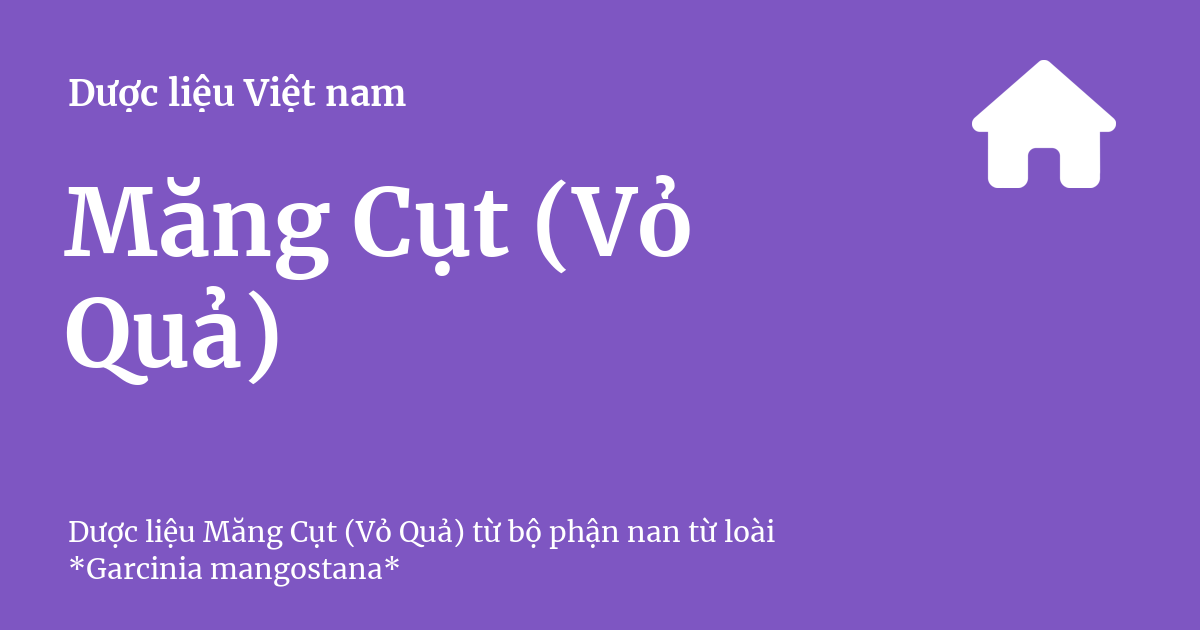 Dược liệu Việt nam
Măng Cụt (Vỏ
Quả)
Dược liệu Măng Cụt (Vỏ Quả) từ bộ phận nan từ loài
*Garcinia mangostana*